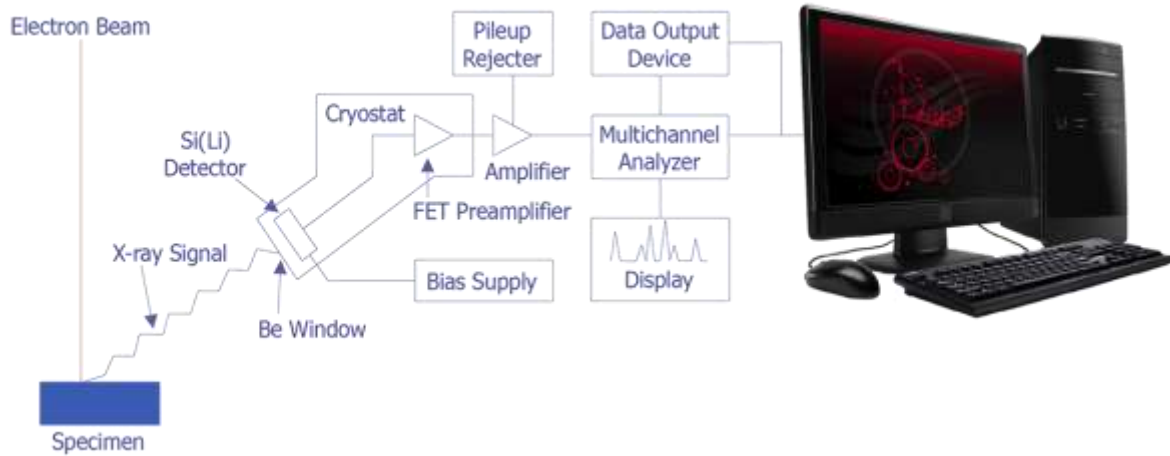 Electron Beam
Pileup
Rejecter
Data Output
Device
Cryostat
Si(Li)
Detector
Multichannel
Analyzer
Amplifier
FET Preamplifier
X-ray Signal
Bias Supply
Display
Be Window
Specimen